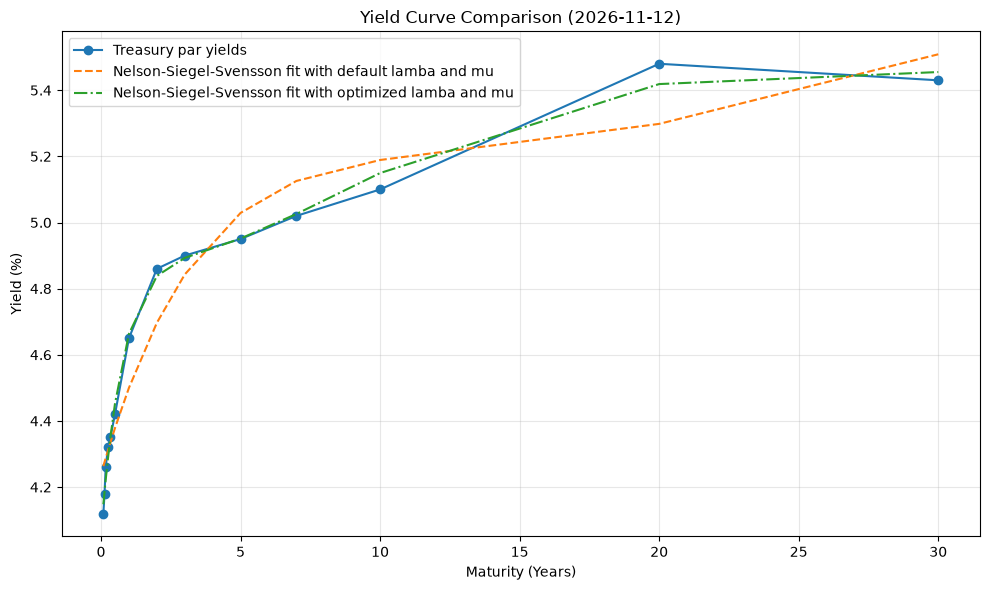 Yield Curve Comparison (2026-11-12)
Treasury par yields
Nelson-Siegel-Svensson fit with default lamba and mu
Nelson-Siegel-Svensson fit with optimized lamba and mu
Yield (%)
5.4
5.2
5.0
4.8
4.6
4.4
4.2
0 5 10 15 20 25 30
Maturity (Years)